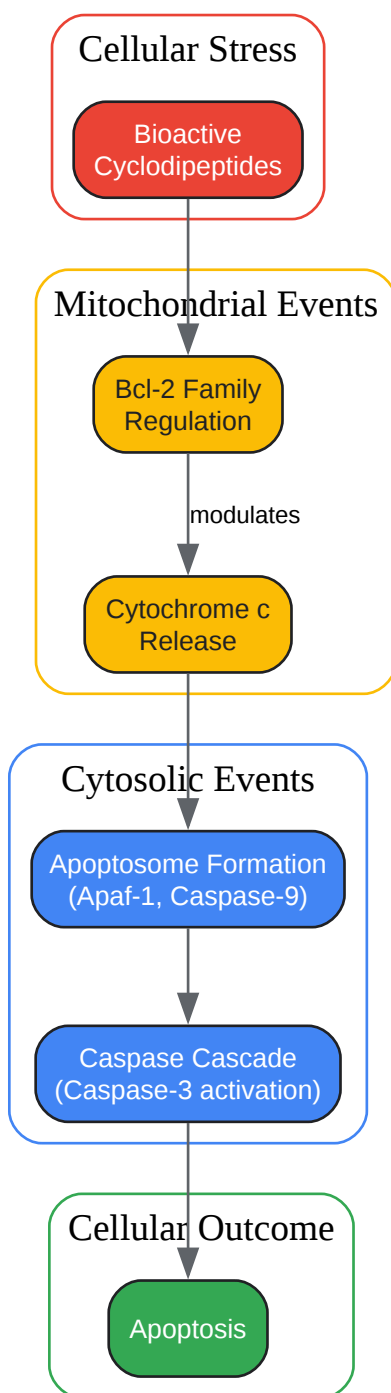 Cellular Stress
Bioactive
Cyclodipeptides
Mitochondrial Events
Bcl-2 Family
Regulation
modulates
Cytochrome c
Release
Cytosolic Events
Apoptosome Formation
(Apaf-1, Caspase-9)
Caspase Cascade
(Caspase-3 activation)
Cellular Outcome
Apoptosis